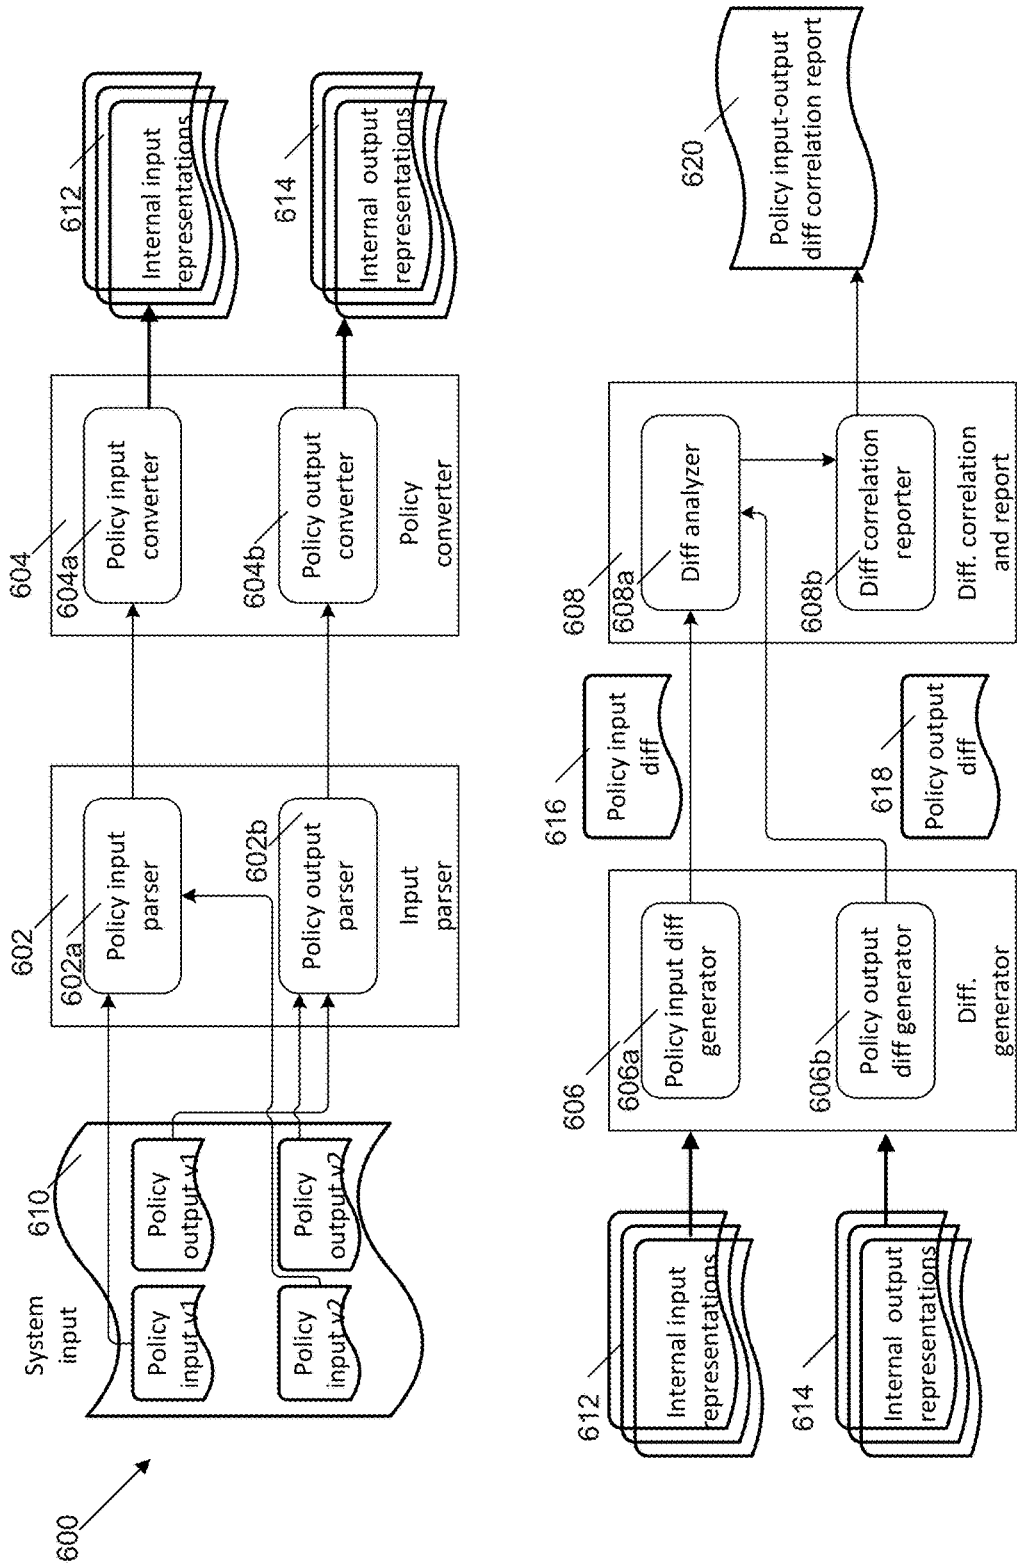 600
System
input
610
Policy
input v1
Policy
output v1
Policy
input v2
Policy
output v2
602
602a
Policy input
parser
602b
Policy output
parser
Input
parser
604
604a
Policy input
converter
604b
Policy output
converter
Policy
converter
612
Internal input
representations
614
Internal output
representations
612
Internal input
representations
614
Internal output
representations
606
606a
Policy input diff
generator
606b
Policy output
diff generator
Diff.
generator
616
Policy input
diff
618
Policy output
diff
608
608a
Diff analyzer
608b
Diff correlation
reporter
Diff. correlation
and report
620
Policy input-output
diff correlation report